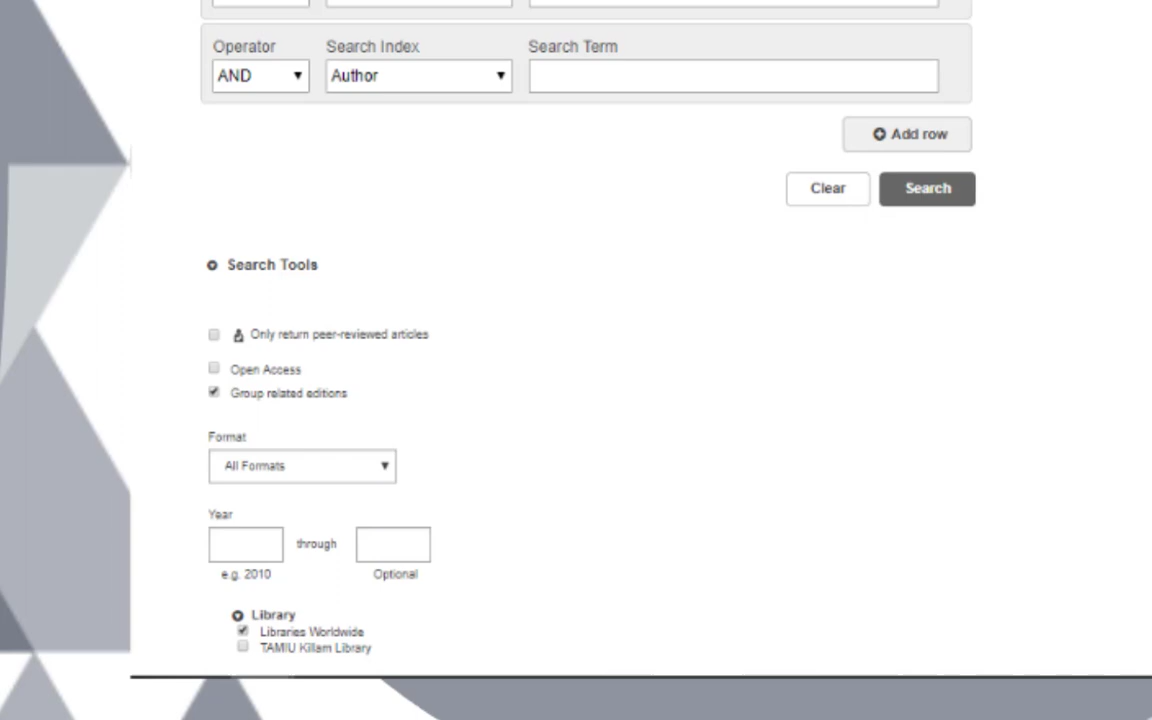 Operator Search Index Search Term
AND Author
Add row
Clear Search
Search Tools
Only return peer-reviewed articles
Open Access
Group related editions
Format
All Formats
Year
through
e.g. 2010 Optional
Library
Libraries Worldwide
TAMIU Killam Library